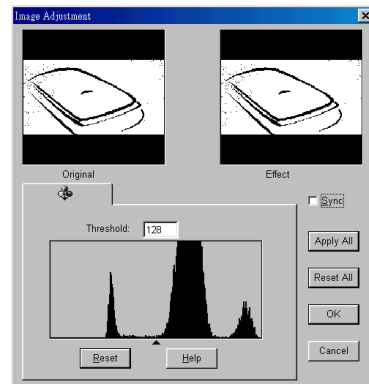 Image Adjustment
Original
Effect
Sync
Threshold: 128
Apply All
Reset All
OK
Reset
Help
Cancel